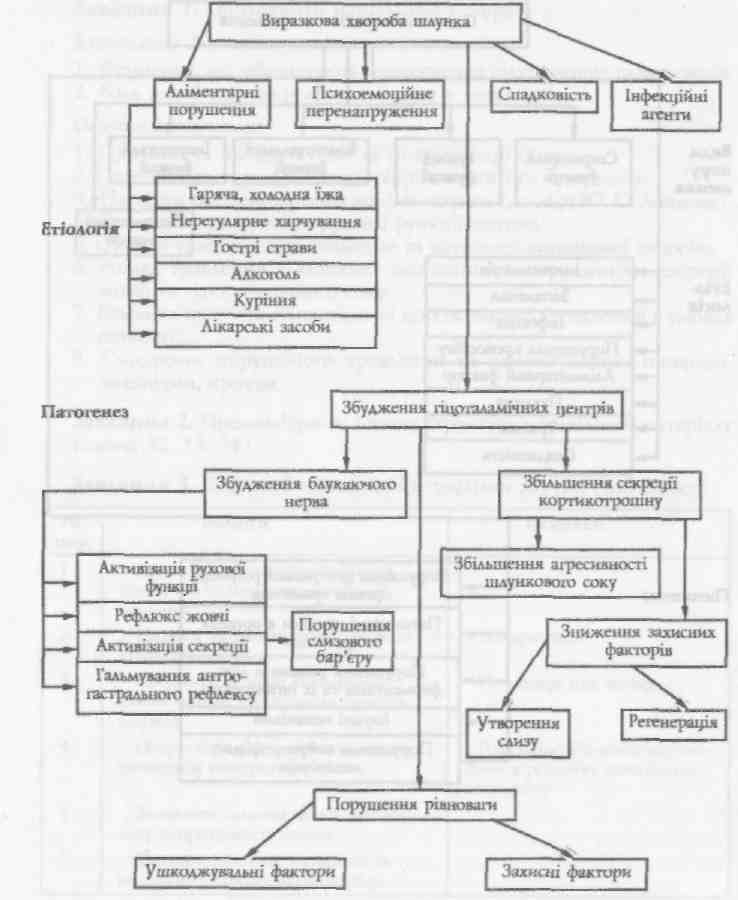 Виразкова хвороба шлунка
Аліментарні
порушення
Психоемоційне
перенапруження
Спадковість
Інфекційні
агенти
Етіологія
Гаряча, холодна їжа
Нерегулярне харчування
Гострі страви
Алкоголь
Куріння
Лікарські засоби
Патогенез
Збудження гіпоталамічних центрів
Збудження блукаючого
нерва
Збільшення секреції
кортикотропіну
Активізація рухової
функції
Рефлюкс жовчі
Активізація секреції
Гальмування антро-
гастрального рефлексу
Порушення
слизового
бар’єру
Збільшення агресивності
шлункового соку
Зниження захисних
факторів
Утворення
слизу
Регенерація
Порушення рівноваги
Ушкоджувальні фактори
Захисні фактори